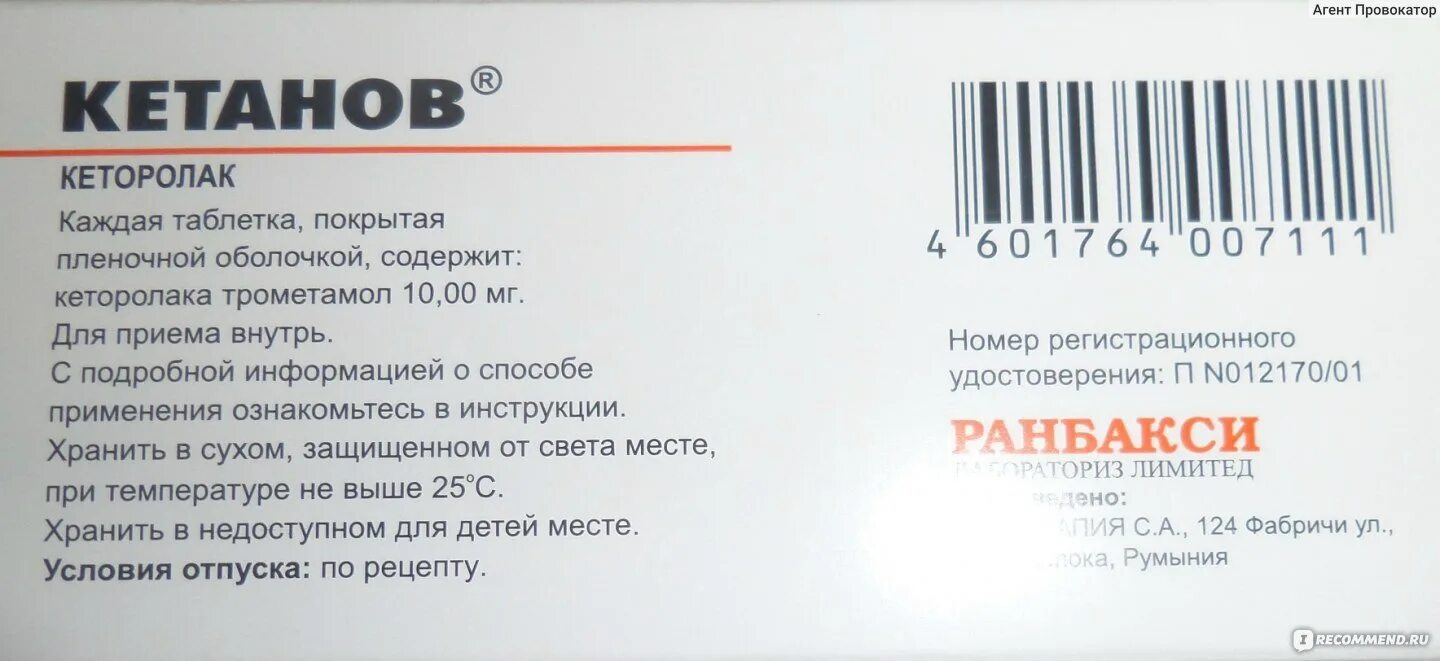 Агент Провокатор
КЕТАНОВ®
КЕТОРОЛАК
Каждая таблетка, покрытая
пленочной оболочкой, содержит:
кеторолака трометамол 10,00 мг.
Для приема внутрь.
С подробной информацией о способе
применения ознакомьтесь в инструкции.
Хранить в сухом, защищенном от света месте,
при температуре не выше 25°С.
Хранить в недоступном для детей месте.
Условия отпуска: по рецепту.
4 601764 007111
Номер регистрационного
удостоверения: П N012170/01
РАНБАКСИ
ЛИМИТЕД
С.А., 124 Фабричи ул.,
Румыния
IRECOMMEND.RU